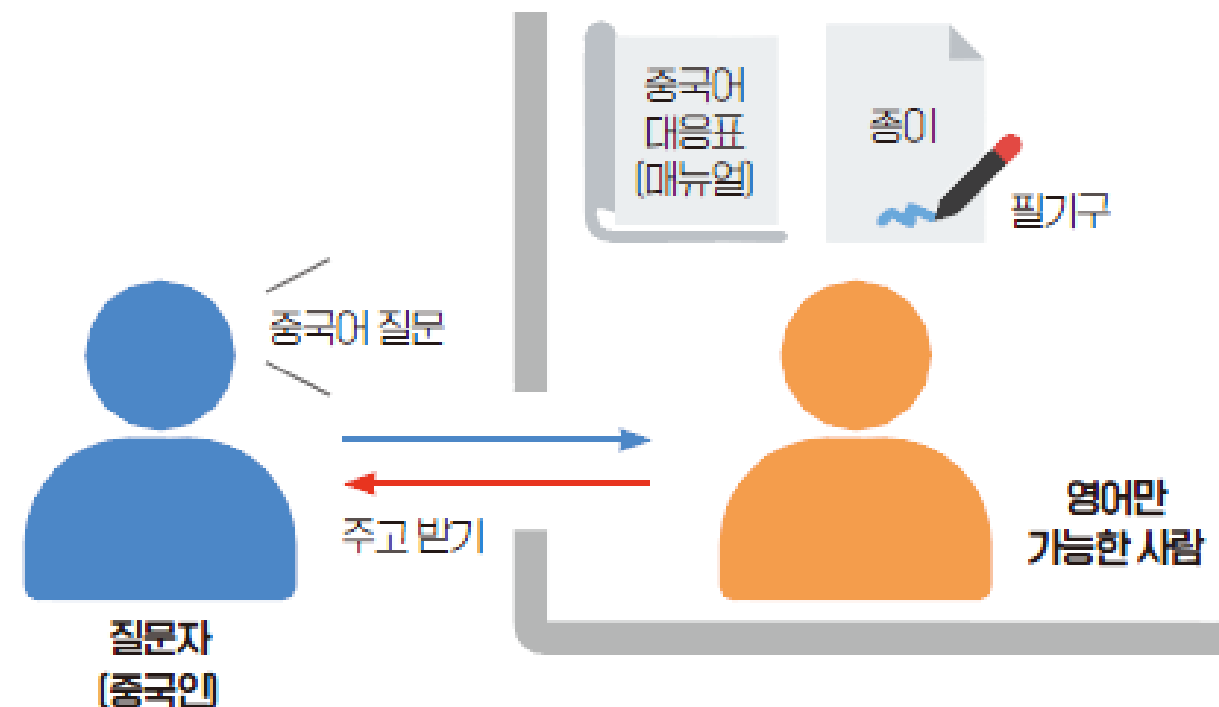 중국어
대응표
(매뉴얼)
종이
필기구
중국어 질문
주고 받기
영어만
가능한 사람
질문자
(중국인)